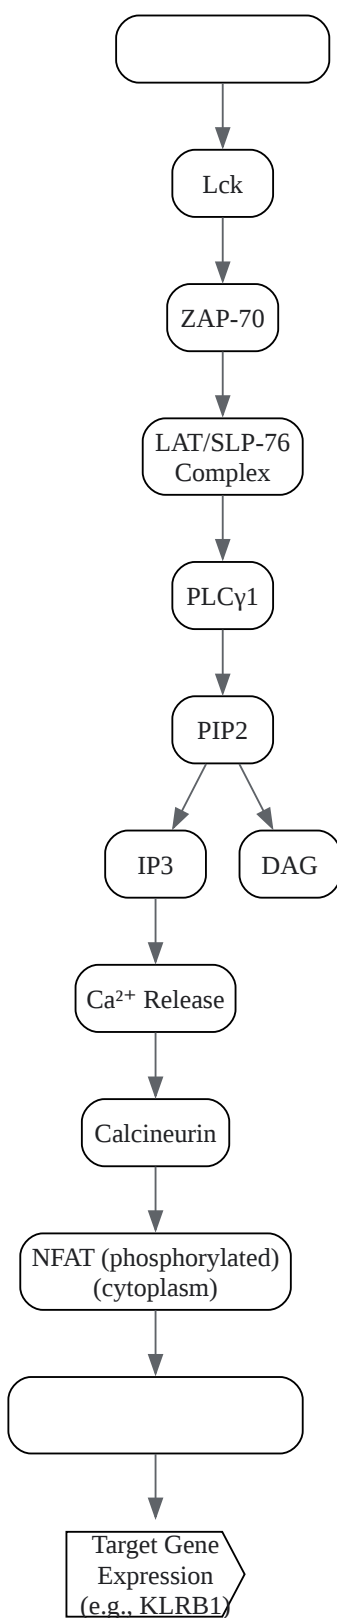 Lck
ZAP-70
LAT/SLP-76
Complex
PLCγ1
PIP2
IP3
DAG
Ca²⁺ Release
Calcineurin
NFAT (phosphorylated)
(cytoplasm)
Target Gene
Expression
(e.g., KLRB1)